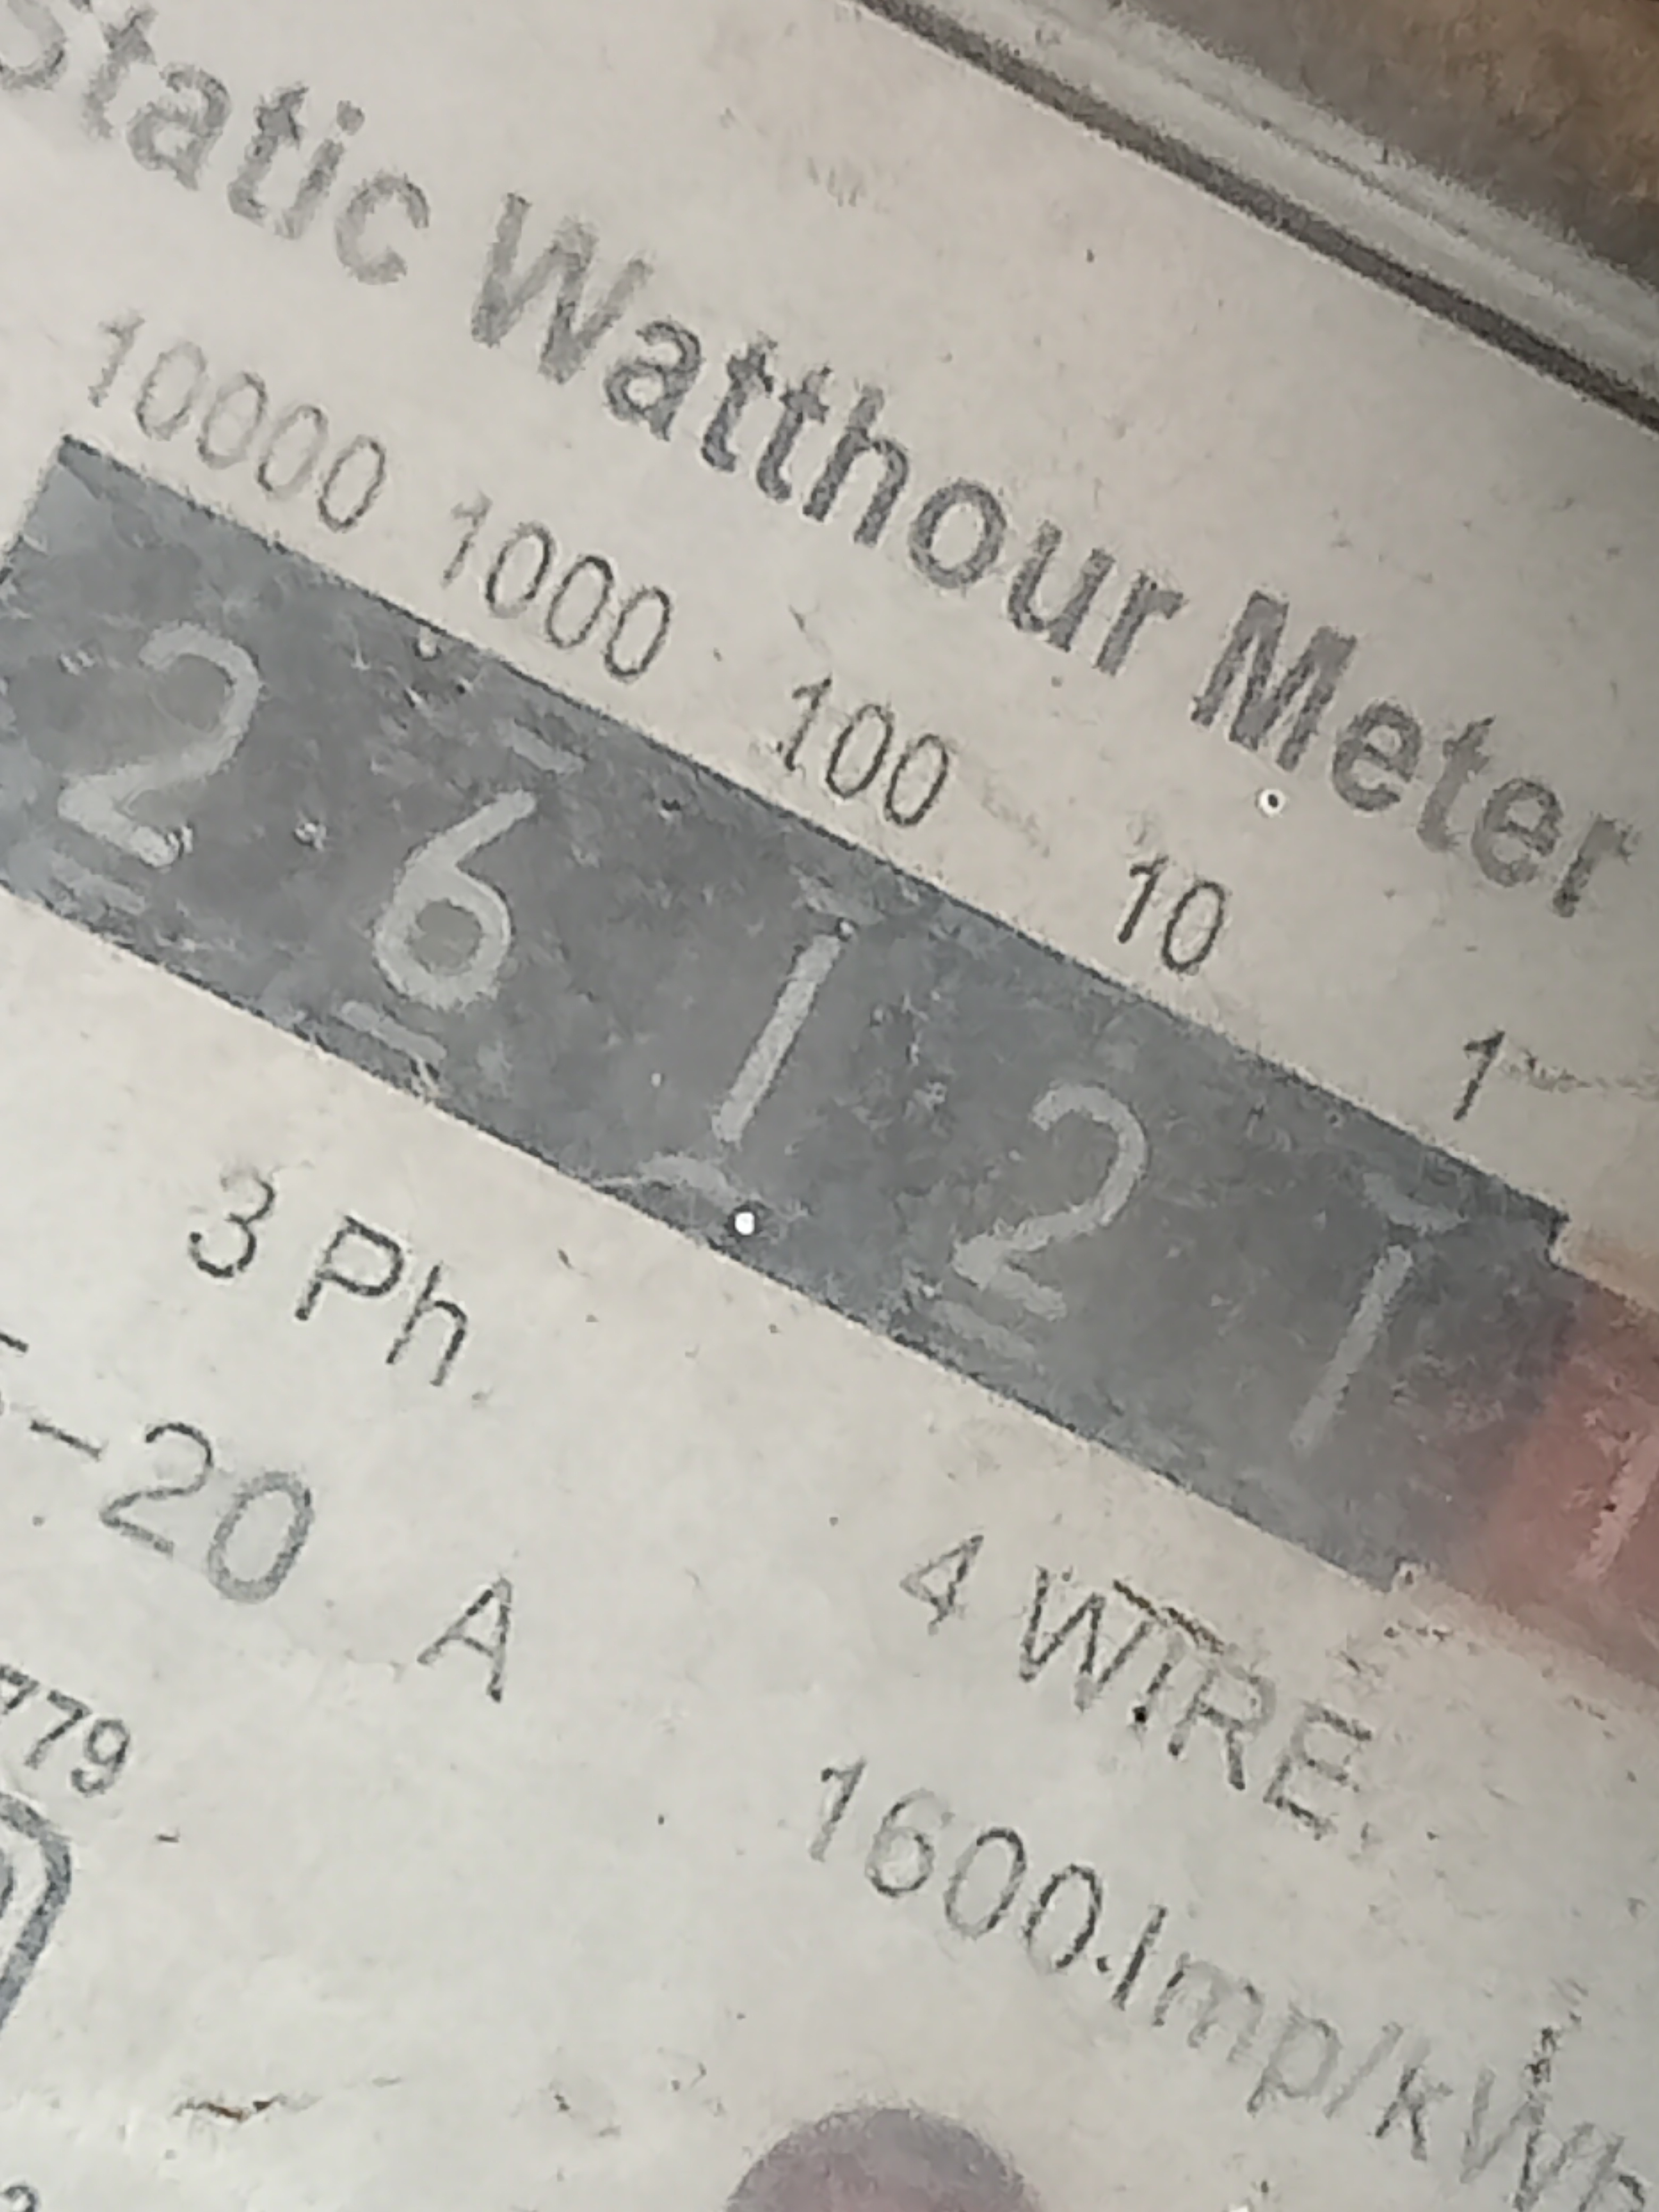 Static Watthour Meter
10000 1000 100 10 1
2 6 1 2 1 1
3 Ph. 4 WIRE.
-20 A 1600.Imp/kWh
779